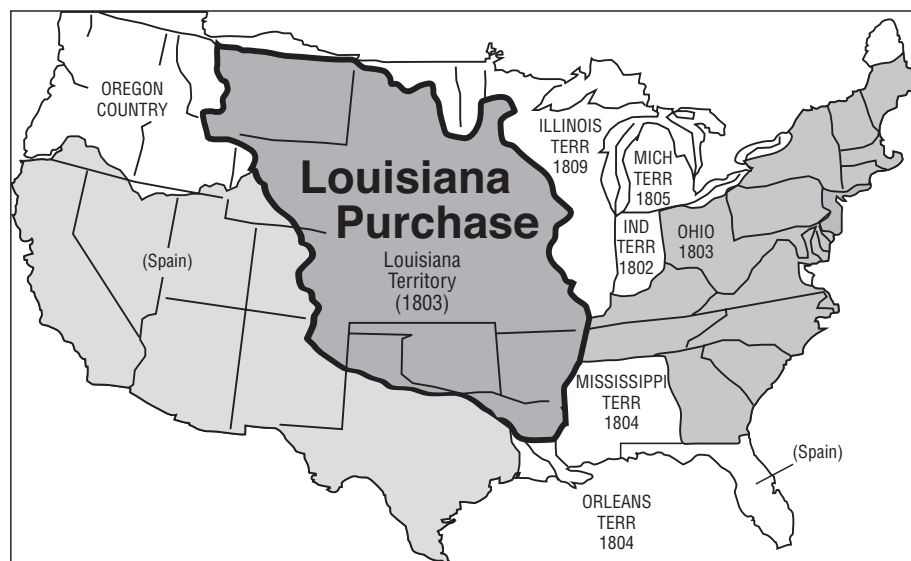 OREGON
COUNTRY
ILLINOIS
TERR
1809
MICH
TERR
1805
Louisiana
Purchase
Louisiana
Territory
(1803)
IND
TERR
1802
OHIO
1803
(Spain)
MISSISSIPPI
TERR
1804
(Spain)
ORLEANS
TERR
1804